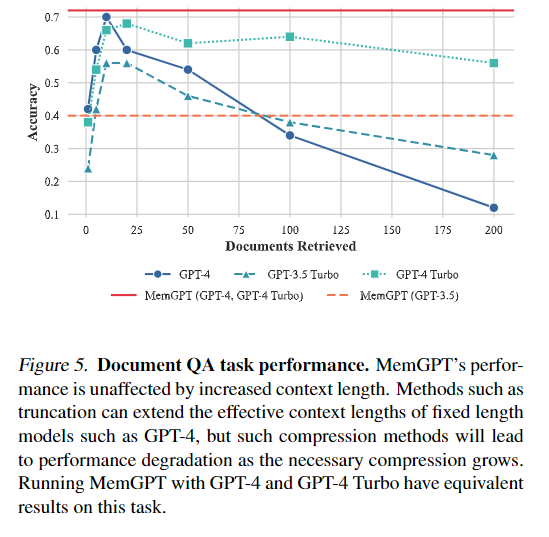 0.7
0.6
0.5
0.4
0.3
0.2
0.1
Accuracy
0 25 50 75 100 125 150 175 200
Documents Retrieved
GPT-4 GPT-3.5 Turbo GPT-4 Turbo
MemGPT (GPT-4, GPT-4 Turbo) MemGPT (GPT-3.5)
Figure 5. Document QA task performance. MemGPT's perfor-
mance is unaffected by increased context length. Methods such as
truncation can extend the effective context lengths of fixed length
models such as GPT-4, but such compression methods will lead
to performance degradation as the necessary compression grows.
Running MemGPT with GPT-4 and GPT-4 Turbo have equivalent
results on this task.